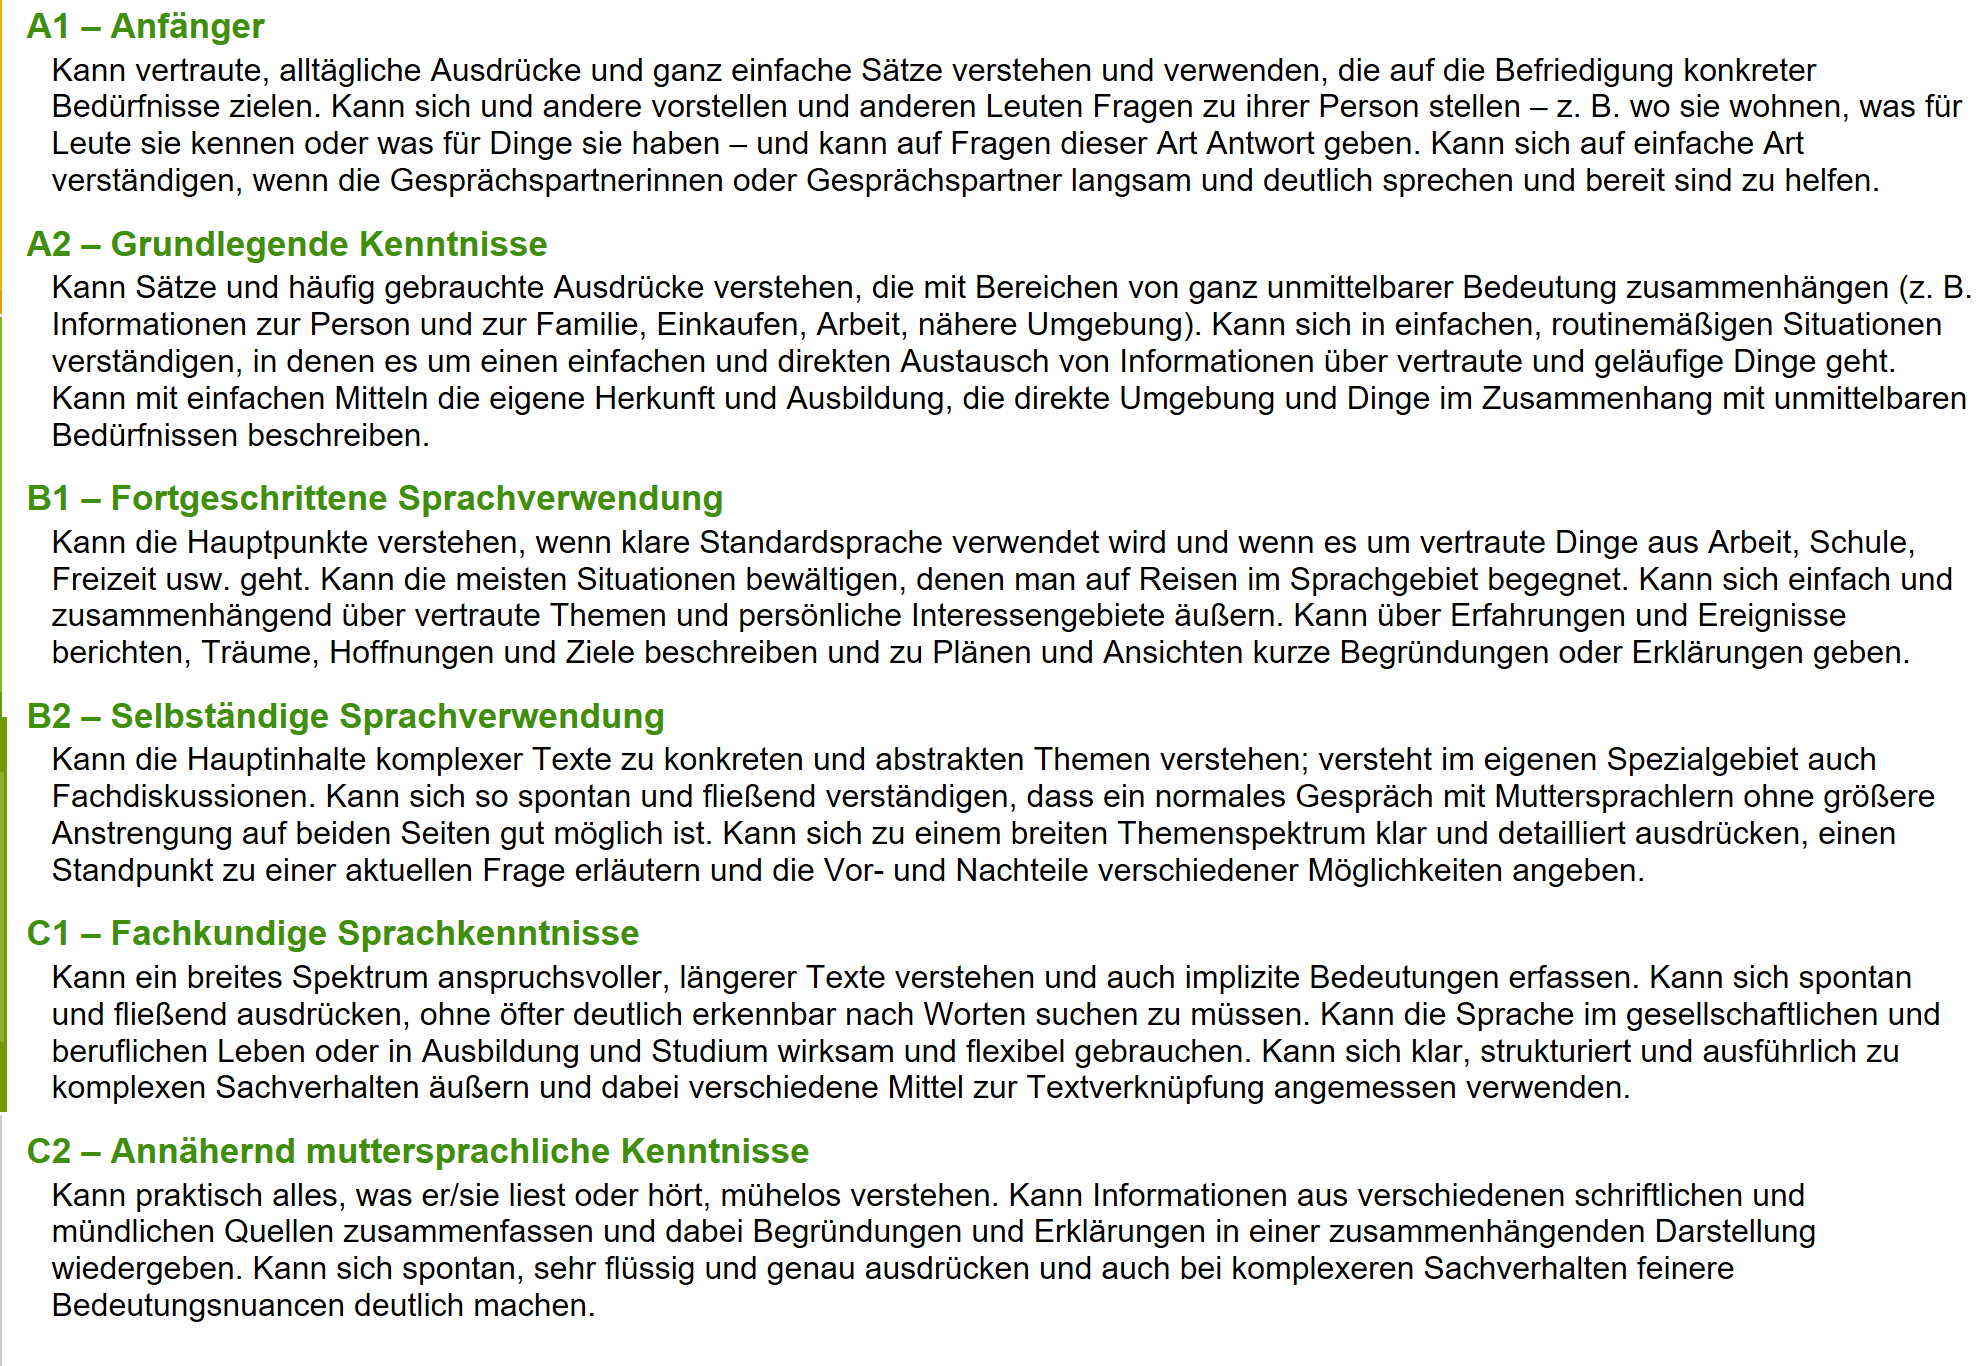 A1 – Anfänger
Kann vertraute, alltägliche Ausdrücke und ganz einfache Sätze verstehen und verwenden, die auf die Befriedigung konkreter
Bedürfnisse zielen. Kann sich und andere vorstellen und anderen Leuten Fragen zu ihrer Person stellen – z. B. wo sie wohnen, was für
Leute sie kennen oder was für Dinge sie haben – und kann auf Fragen dieser Art Antwort geben. Kann sich auf einfache Art
verständigen, wenn die Gesprächspartnerinnen oder Gesprächspartner langsam und deutlich sprechen und bereit sind zu helfen.
A2 – Grundlegende Kenntnisse
Kann Sätze und häufig gebrauchte Ausdrücke verstehen, die mit Bereichen von ganz unmittelbarer Bedeutung zusammenhängen (z. B.
Informationen zur Person und zur Familie, Einkaufen, Arbeit, nähere Umgebung). Kann sich in einfachen, routinemäßigen Situationen
verständigen, in denen es um einen einfachen und direkten Austausch von Informationen über vertraute und geläufige Dinge geht.
Kann mit einfachen Mitteln die eigene Herkunft und Ausbildung, die direkte Umgebung und Dinge im Zusammenhang mit unmittelbaren
Bedürfnissen beschreiben.
B1 – Fortgeschrittene Sprachverwendung
Kann die Hauptpunkte verstehen, wenn klare Standardsprache verwendet wird und wenn es um vertraute Dinge aus Arbeit, Schule,
Freizeit usw. geht. Kann die meisten Situationen bewältigen, denen man auf Reisen im Sprachgebiet begegnet. Kann sich einfach und
zusammenhängend über vertraute Themen und persönliche Interessengebiete äußern. Kann über Erfahrungen und Ereignisse
berichten, Träume, Hoffnungen und Ziele beschreiben und zu Plänen und Ansichten kurze Begründungen oder Erklärungen geben.
B2 – Selbständige Sprachverwendung
Kann die Hauptinhalte komplexer Texte zu konkreten und abstrakten Themen verstehen; versteht im eigenen Spezialgebiet auch
Fachdiskussionen. Kann sich so spontan und fließend verständigen, dass ein normales Gespräch mit Muttersprachlern ohne größere
Anstrengung auf beiden Seiten gut möglich ist. Kann sich zu einem breiten Themenspektrum klar und detailliert ausdrücken, einen
Standpunkt zu einer aktuellen Frage erläutern und die Vor- und Nachteile verschiedener Möglichkeiten angeben.
C1 – Fachkundige Sprachkenntnisse
Kann ein breites Spektrum anspruchsvoller, längerer Texte verstehen und auch implizite Bedeutungen erfassen. Kann sich spontan
und fließend ausdrücken, ohne öfter deutlich erkennbar nach Worten suchen zu müssen. Kann die Sprache im gesellschaftlichen und
beruflichen Leben oder in Ausbildung und Studium wirksam und flexibel gebrauchen. Kann sich klar, strukturiert und ausführlich zu
komplexen Sachverhalten äußern und dabei verschiedene Mittel zur Textverknüpfung angemessen verwenden.
C2 – Annähernd muttersprachliche Kenntnisse
Kann praktisch alles, was er/sie liest oder hört, mühelos verstehen. Kann Informationen aus verschiedenen schriftlichen und
mündlichen Quellen zusammenfassen und dabei Begründungen und Erklärungen in einer zusammenhängenden Darstellung
wiedergeben. Kann sich spontan, sehr flüssig und genau ausdrücken und auch bei komplexeren Sachverhalten feinere
Bedeutungsnuancen deutlich machen.